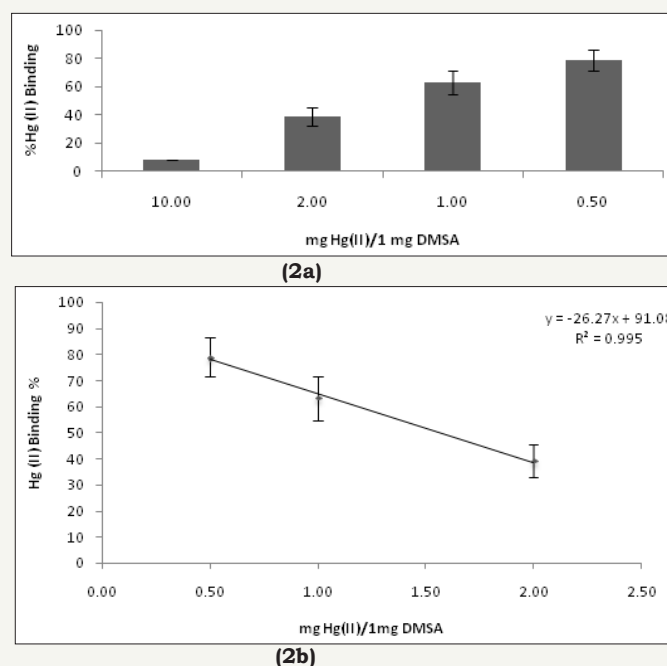 100
80
60
40
20
0
%Hg (II) Binding
10.00 2.00 1.00 0.50
mg Hg(II)/1 mg DMSA
(2a)
100
90
80
70
60
50
40
30
20
10
0
Hg (II) Binding %
y = -26.27x + 91.08
R² = 0.995
0.00 0.50 1.00 1.50 2.00 2.50
mg Hg(II)/1mg DMSA
(2b)